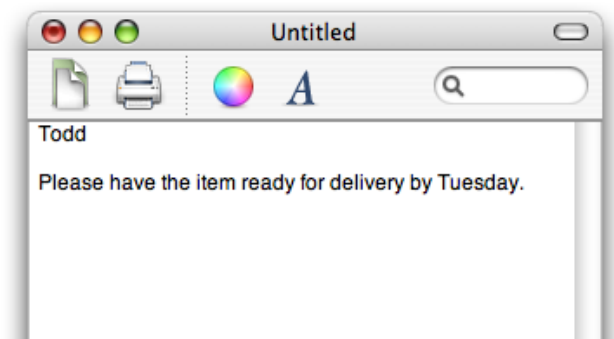 Untitled
A
Todd
Please have the item ready for delivery by Tuesday.